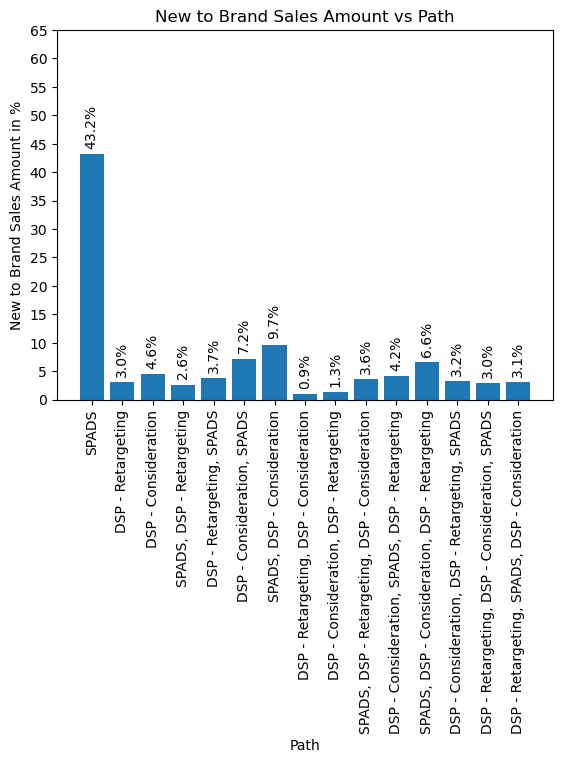 New to Brand Sales Amount vs Path
New to Brand Sales Amount in %
65
60
55
50
45
40
35
30
25
20
15
10
5
0
43.2%
3.0%
4.6%
2.6%
3.7%
7.2%
9.7%
0.9%
1.3%
3.6%
4.2%
6.6%
3.2%
3.0%
3.1%
SPADS
DSP - Retargeting
DSP - Consideration
SPADS, DSP - Retargeting
DSP - Retargeting, SPADS
DSP - Consideration, SPADS
SPADS, DSP - Consideration
DSP - Retargeting, DSP - Consideration
DSP - Consideration, DSP - Retargeting
SPADS, DSP - Retargeting, DSP - Consideration
DSP - Consideration, SPADS, DSP - Retargeting
SPADS, DSP - Consideration, DSP - Retargeting
DSP - Consideration, DSP - Retargeting, SPADS
DSP - Retargeting, DSP - Consideration, SPADS
DSP - Retargeting, SPADS, DSP - Consideration
Path